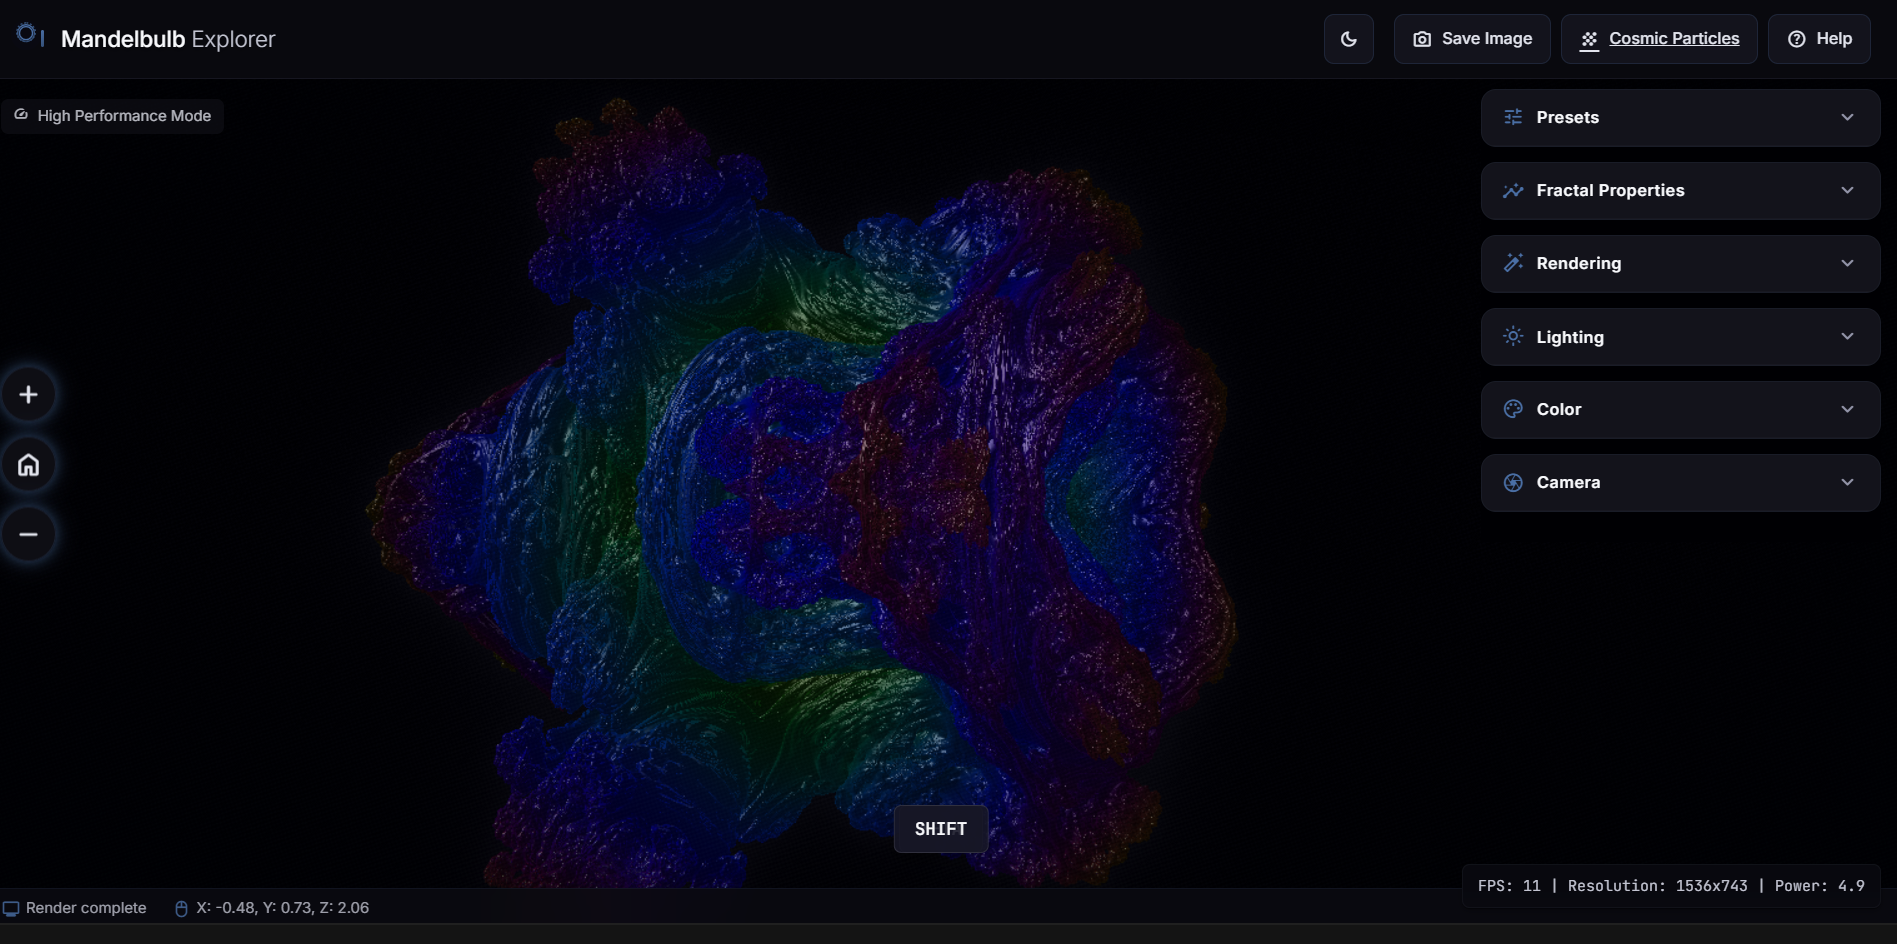 Mandelbulb Explorer
Save Image
Cosmic Particles
Help
High Performance Mode
Presets
Fractal Properties
Rendering
Lighting
Color
Camera
SHIFT
FPS: 11 | Resolution: 1536x743 | Power: 4.9
Render complete
X: -0.48, Y: 0.73, Z: 2.06